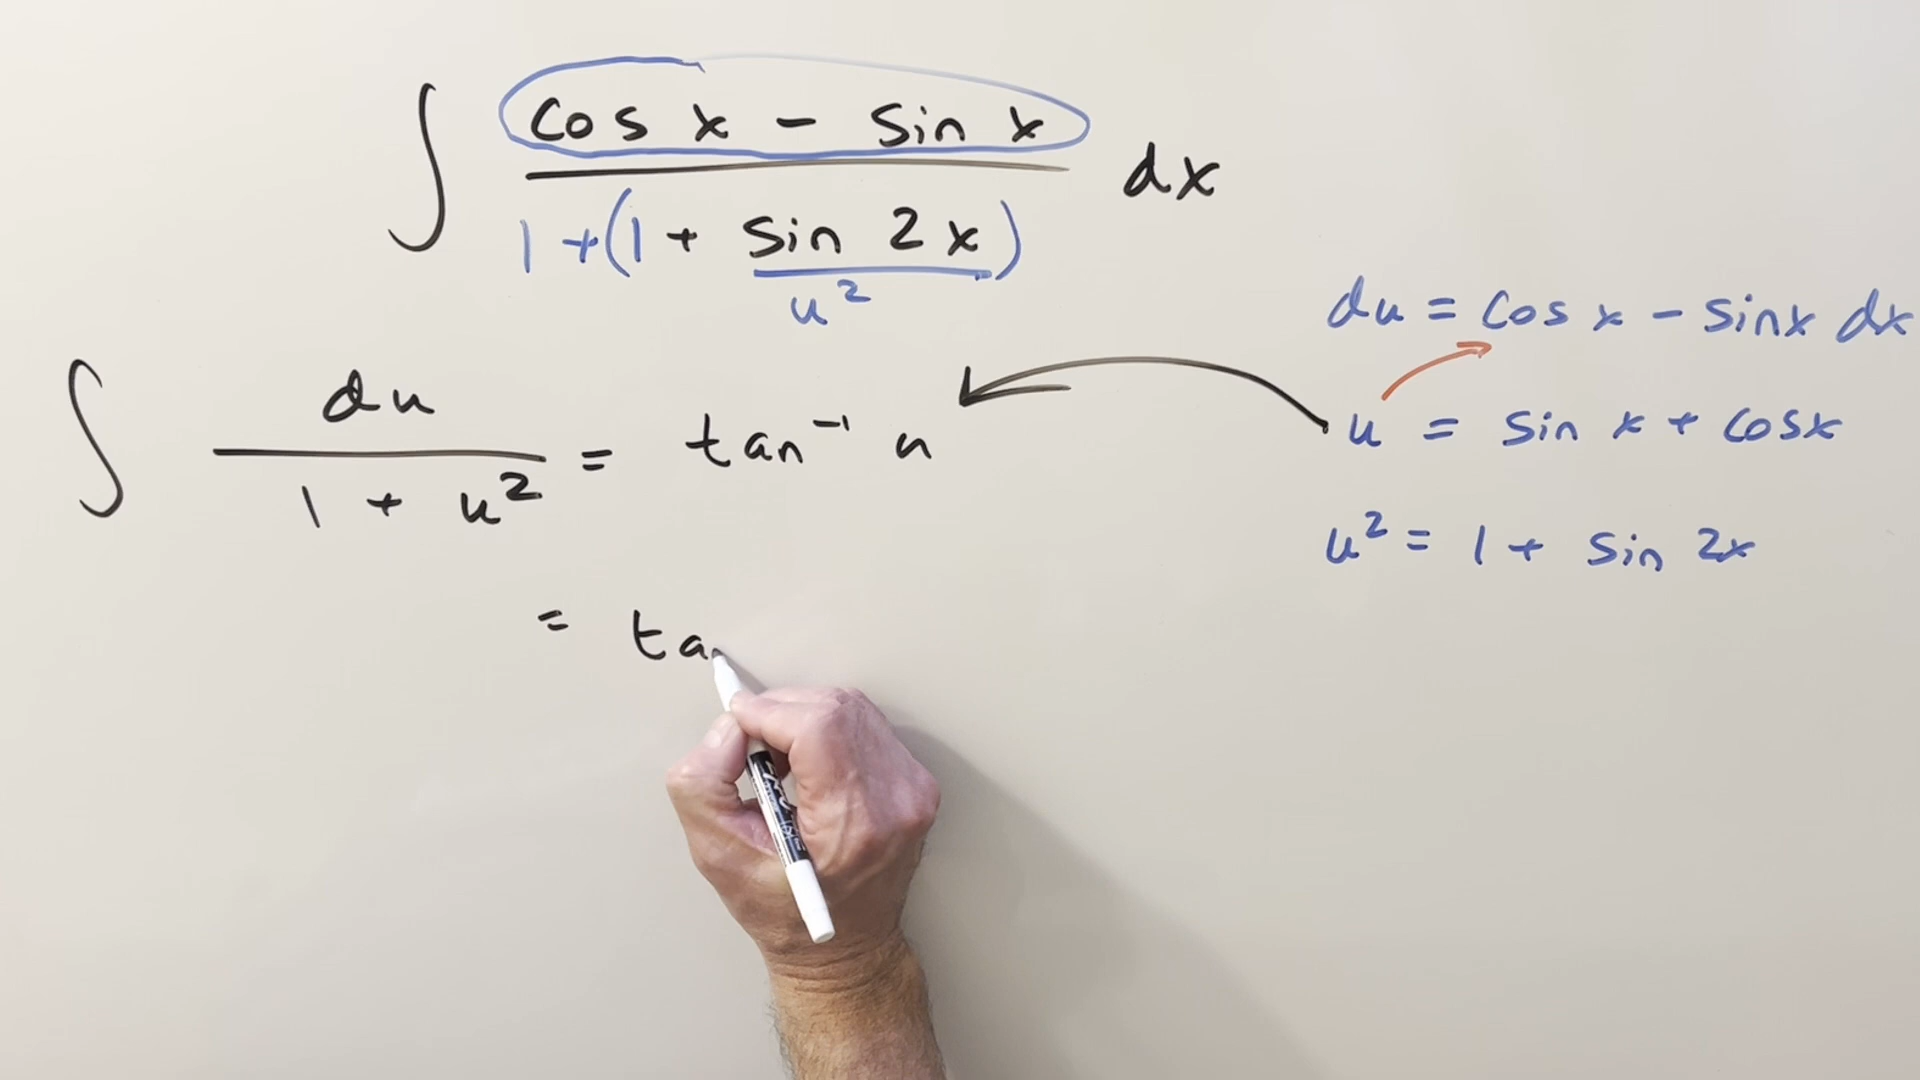 ∫ cos x - sin x / 1 + (1 + sin 2x) dx
u²
du = cos x - sin x dx
∫ du / 1 + u² = tan⁻¹ u
u = sin x + cos x
u² = 1 + sin 2x
= ta